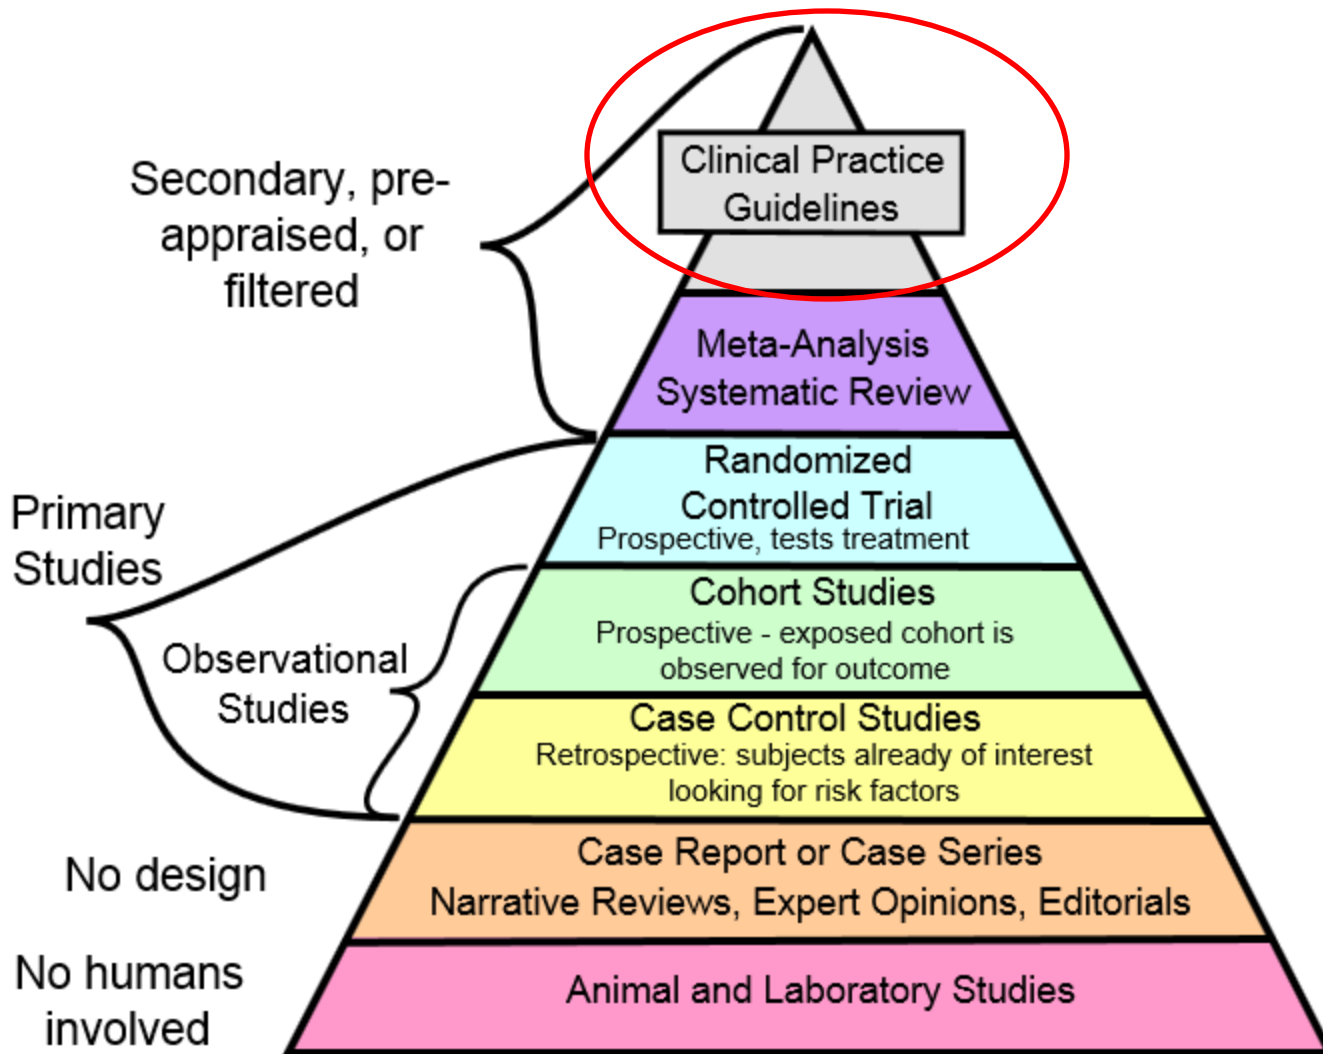 Clinical Practice
Guidelines
Secondary, pre-
appraised, or
filtered
Meta-Analysis
Systematic Review
Randomized
Controlled Trial
Prospective, tests treatment
Primary
Studies
Cohort Studies
Prospective - exposed cohort is
observed for outcome
Observational
Studies
Case Control Studies
Retrospective: subjects already of interest
looking for risk factors
No design
Case Report or Case Series
Narrative Reviews, Expert Opinions, Editorials
No humans
involved
Animal and Laboratory Studies